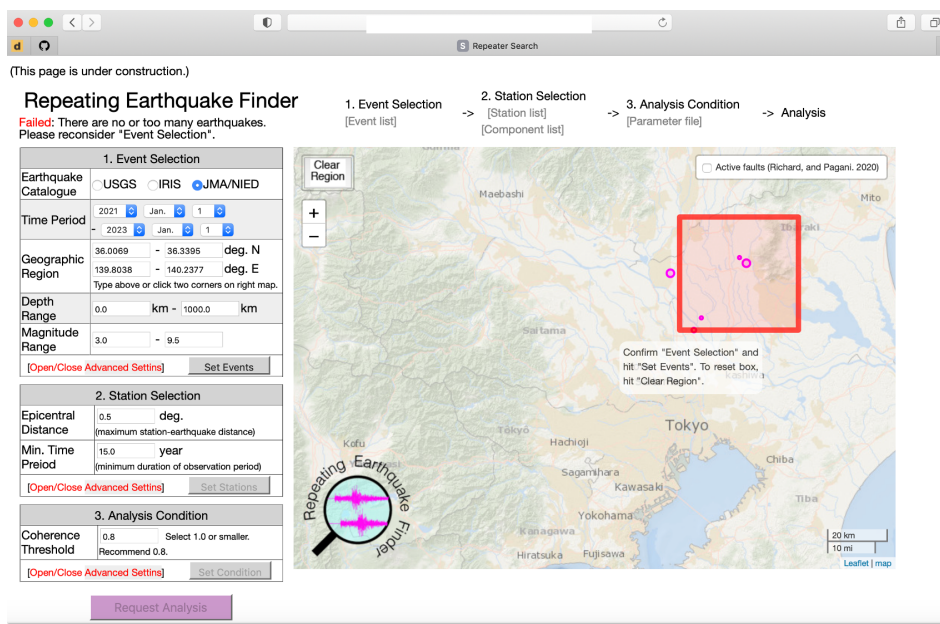 Repeater Search
(This page is under construction.)
Repeating Earthquake Finder
Failed: There are no or too many earthquakes.
Please reconsider "Event Selection".
1. Event Selection
[Event list]
->
2. Station Selection
[Station list]
[Component list]
->
3. Analysis Condition
[Parameter file]
-> Analysis
1. Event Selection
Earthquake Catalogue USGS IRIS JMA/NIED
Time Period 2021 Jan. 1
- 2023 Jan. 1
Geographic Region 36.0069 - 36.3395 deg. N
139.8038 - 140.2377 deg. E
Type above or click two corners on right map.
Depth Range 0.0 km - 1000.0 km
Magnitude Range 3.0 - 9.5
[Open/Close Advanced Settins] Set Events
2. Station Selection
Epicentral Distance 0.5 deg.
(maximum station-earthquake distance)
Min. Time Preiod 15.0 year
(minimum duration of observation period)
[Open/Close Advanced Settins] Set Stations
3. Analysis Condition
Coherence Threshold 0.8 Select 1.0 or smaller.
Recommend 0.8.
[Open/Close Advanced Settins] Set Condition
Request Analysis
Clear
Region
+
−
Active faults (Richard, and Pagani. 2020)
Maebashi
Mito
Ibaraki
Saitama
Confirm "Event Selection" and
hit "Set Events". To reset box,
hit "Clear Region".
Tokyo
Tokyo
Hachioji
Kofu
Chiba
Sagamihara
Kawasaki
Yokohama
Kanagawa
Hiratsuka
Fujisawa
Repeating Earthquake Finder
20 km
10 mi
Leaflet | map